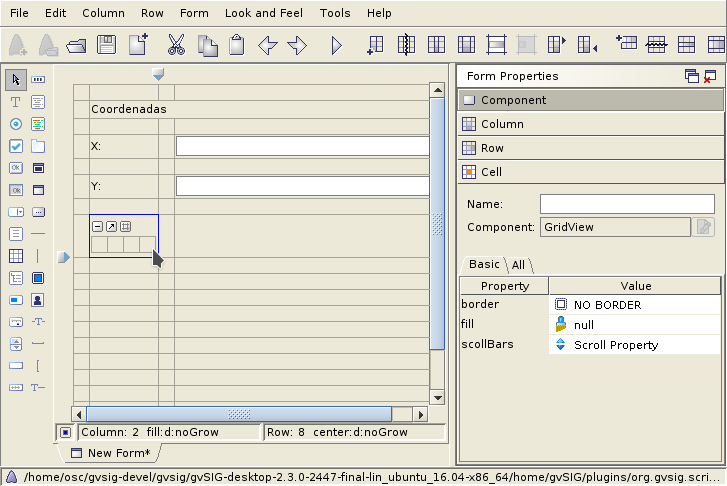 File Edit Column Row Form Look and Feel Tools Help
Form Properties
Component
Column
Row
Cell
Coordenadas
X:
Y:
Name:
Component: GridView
Basic All
Property Value
border NO BORDER
fill null
scollBars Scroll Property
Column: 2 fill:d:noGrow Row: 8 center:d:noGrow
New Form*
/home/osc/gvsig-devel/gvsig/gvSIG-desktop-2.3.0-2447-final-lin_ubuntu_16.04-x86_64/home/gvSIG/plugins/org.gvsig.scri...